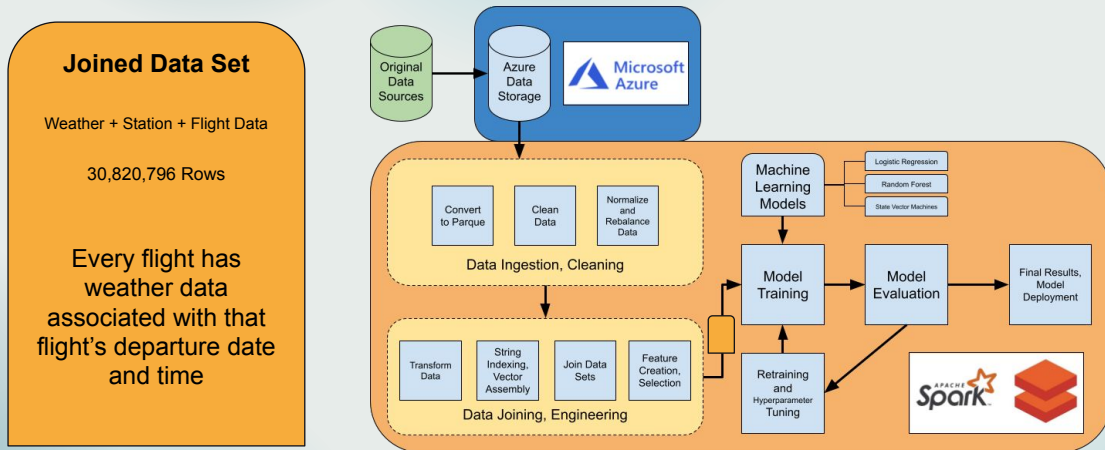 Joined Data Set
Weather + Station + Flight Data
30,820,796 Rows
Every flight has
weather data
associated with that
flight's departure date
and time
Original
Data
Sources
Azure
Data
Storage
Microsoft
Azure
Convert
to Parque
Clean
Data
Normalize
and
Rebalance
Data
Data Ingestion, Cleaning
Machine
Learning
Models
Logistic Regression
Random Forest
State Vector Machines
Transform
Data
String
Indexing,
Vector
Assembly
Join Data
Sets
Feature
Creation,
Selection
Data Joining, Engineering
Model
Training
Model
Evaluation
Final Results,
Model
Deployment
Retraining
and
Hyperparameter
Tuning
APACHE
Spark™